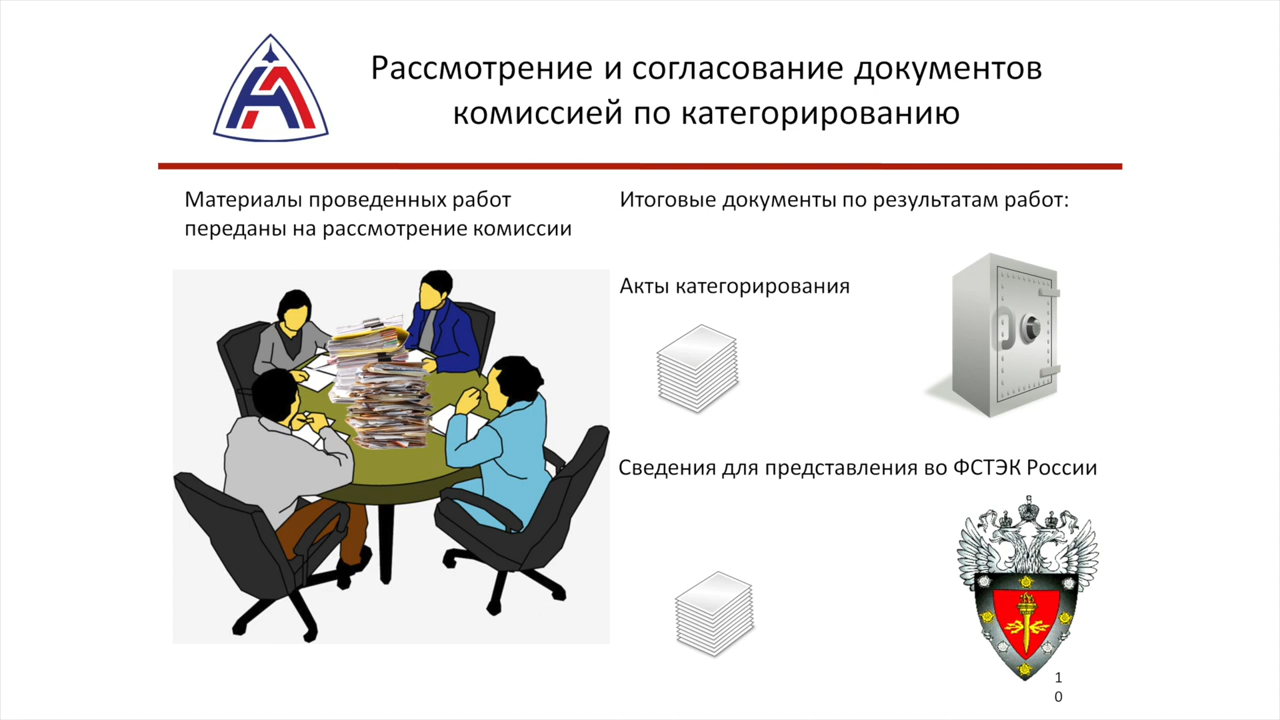 Рассмотрение и согласование документов
комиссией по категорированию
Материалы проведенных работ
переданы на рассмотрение комиссии
Итоговые документы по результатам работ:
Акты категорирования
Сведения для представления во ФСТЭК России
1
0